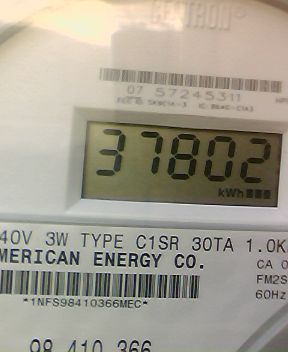 CENTRON®
07 57245311
37802
kWh
40V 3W TYPE C1SR 30TA 1.0K
MERICAN ENERGY CO.
CA 0
FM2S
60Hz
*1NFS98410366MEC*
98 410 366